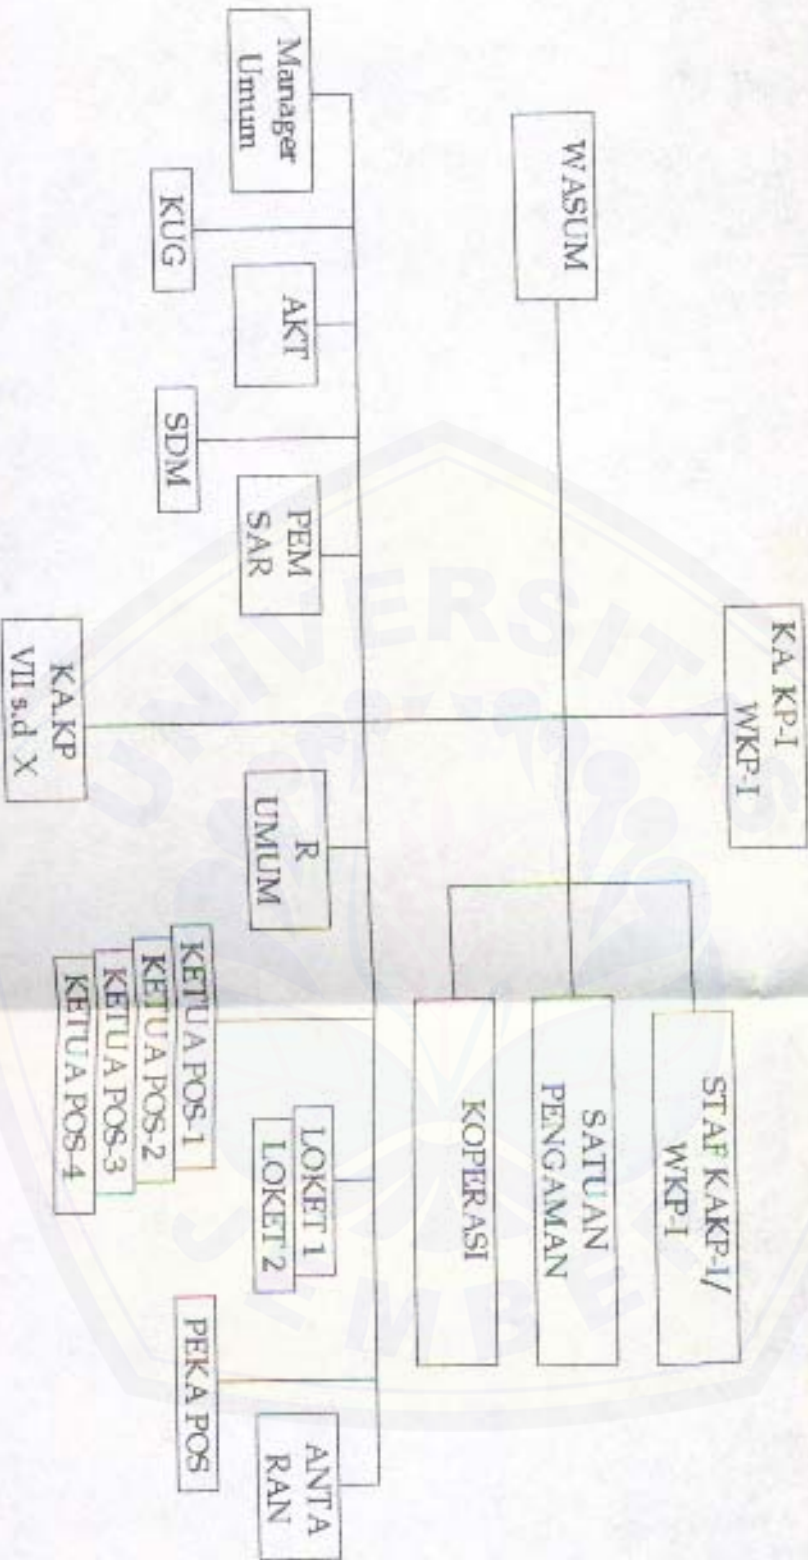 KA. KP-I
WKP-I
WASUM
STAF KAKP-I/
WKP-I
SATUAN
PENGAMAN
KOPERASI
Manager
Umum
KUG
AKT
SDM
PEM
SAR
R
UMUM
KETUA POS-1
KETUA POS-2
KETUA POS-3
KETUA POS-4
LOKET 1
LOKET 2
PEKA POS
ANTA
RAN
KA.KP
VII s.d X
UNIVERSITAS
JEMBER